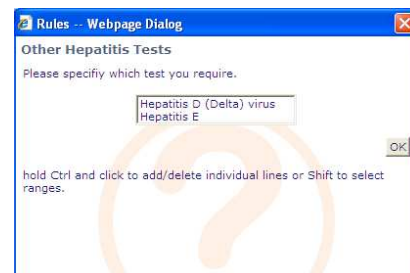 Rules -- Webpage Dialog
Other Hepatitis Tests
Please specifiy which test you require.
Hepatitis D (Delta) virus
Hepatitis E
OK
hold Ctrl and click to add/delete individual lines or Shift to select
ranges.